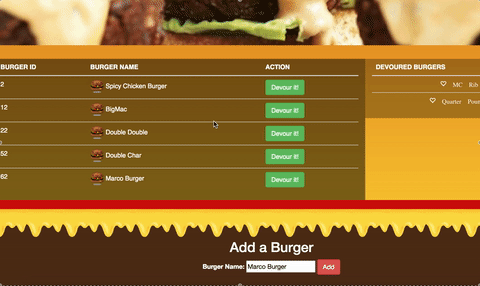 BURGER ID BURGER NAME ACTION DEVOURED BURGERS
2 Spicy Chicken Burger Devour it! MC Rib
12 BigMac Devour it! Quarter Poun
22 Double Double Devour it!
52 Double Char Devour it!
62 Marco Burger Devour it!
Add a Burger
Burger Name: Marco Burger Add